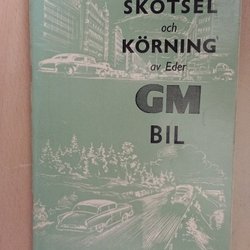 SKÖTSEL
och
KÖRNING
av Eder
GM
BIL